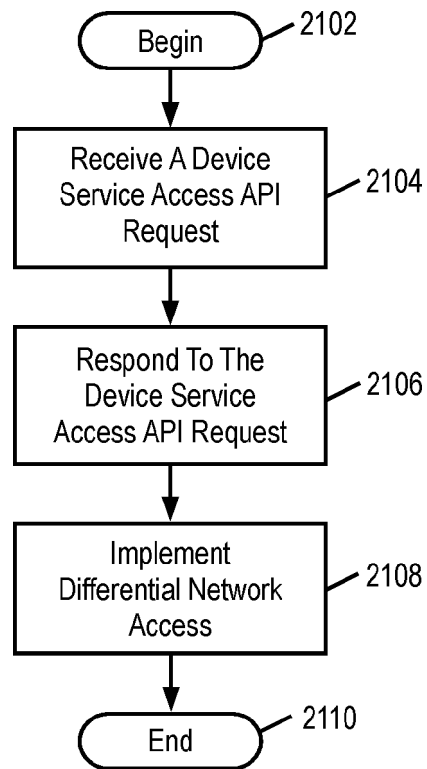 Begin
2102
Receive A Device
Service Access API
Request
2104
Respond To The
Device Service
Access API Request
2106
Implement
Differential Network
Access
2108
End
2110